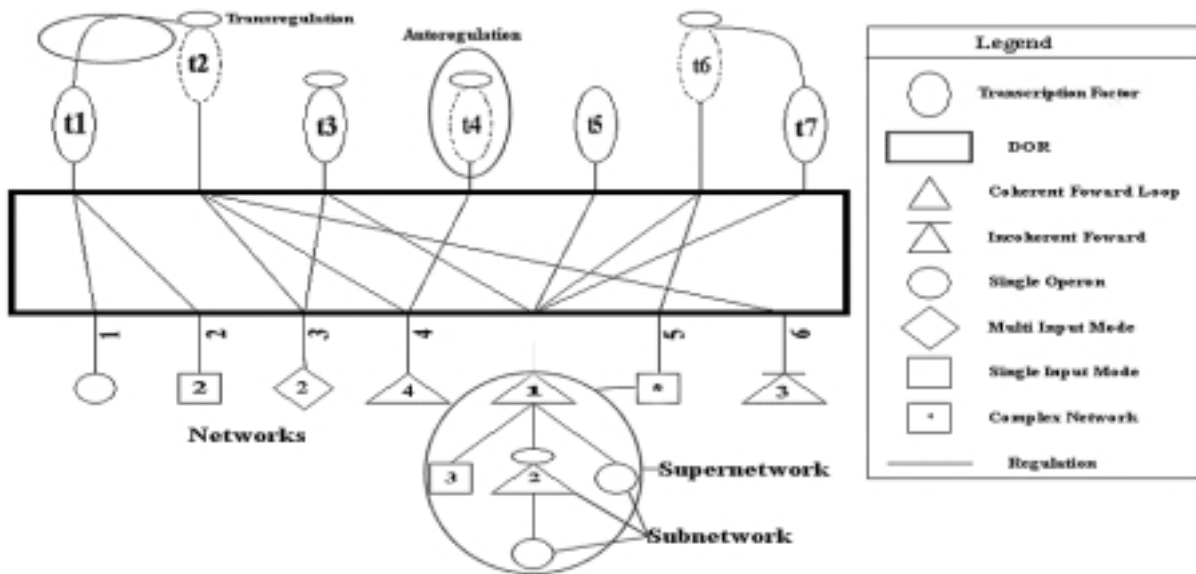 Transregulation
Autoregulation
t1
t2
t3
t4
t5
t6
t7
1
2
3
4
5
6
2
2
4
1
*
3
3
2
Networks
Supernetwork
Subnetwork
Legend
Transcription Factor
DOR
Coherent Foward Loop
Incoherent Foward
Single Operon
Multi Input Mode
Single Input Mode
*
Complex Network
Regulation